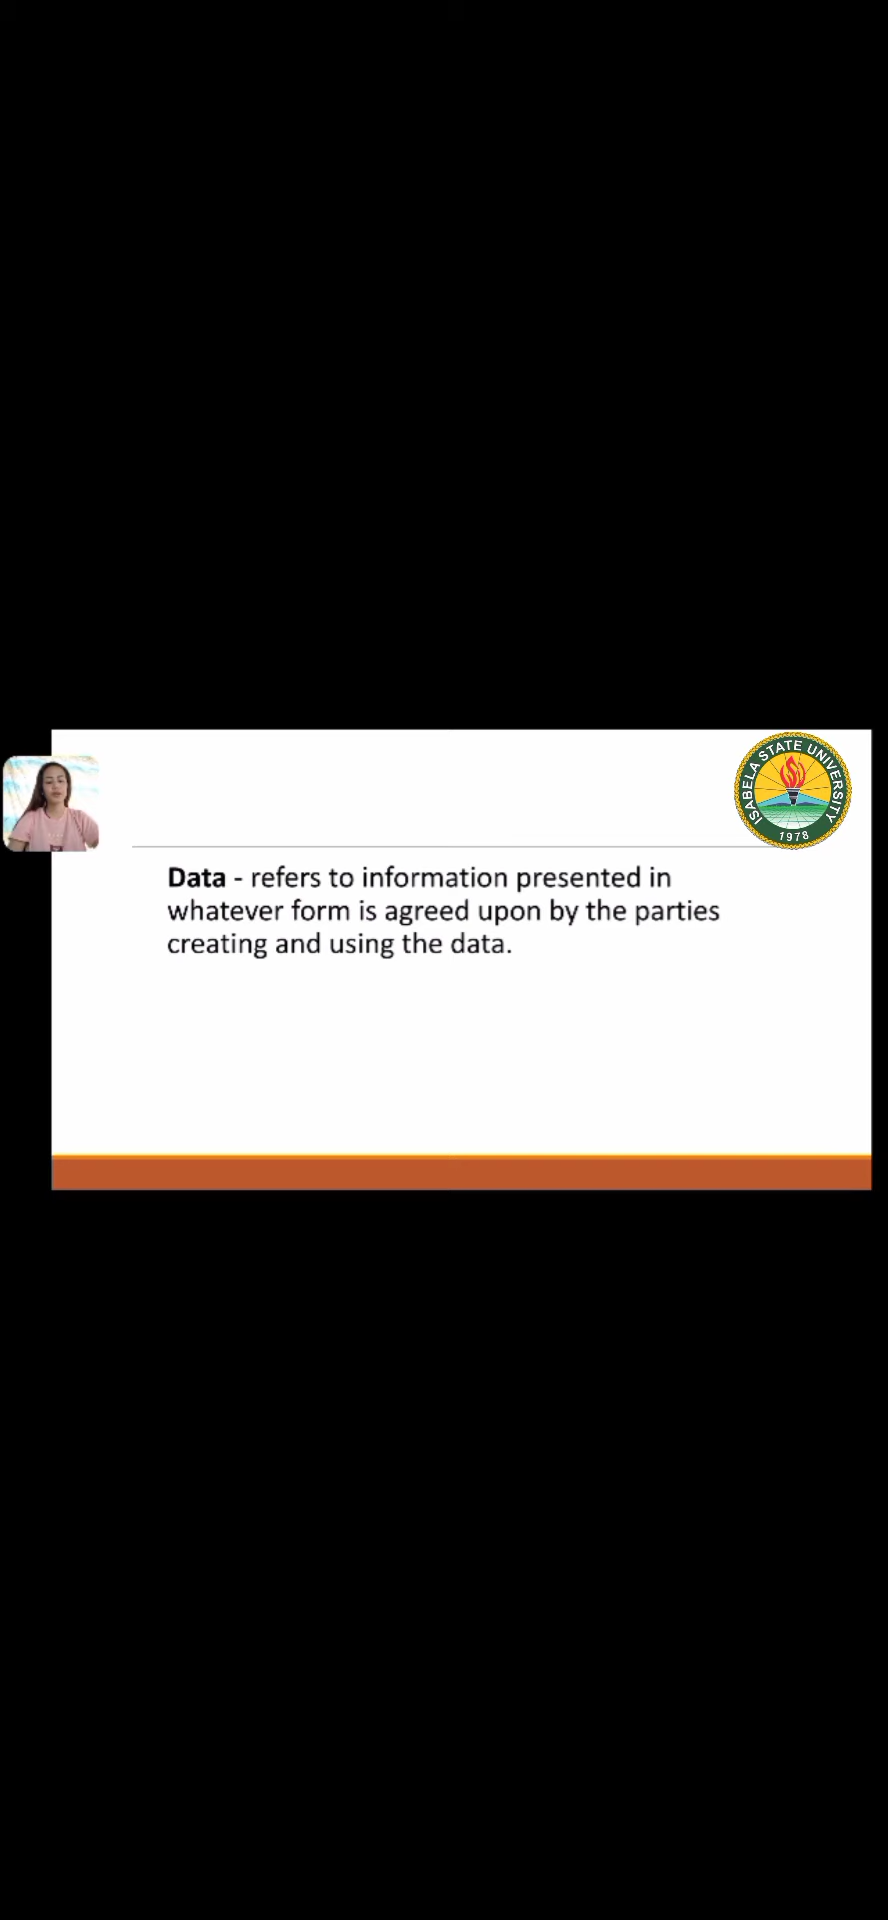 ISABELA STATE UNIVERSITY
1978
Data - refers to information presented in
whatever form is agreed upon by the parties
creating and using the data.